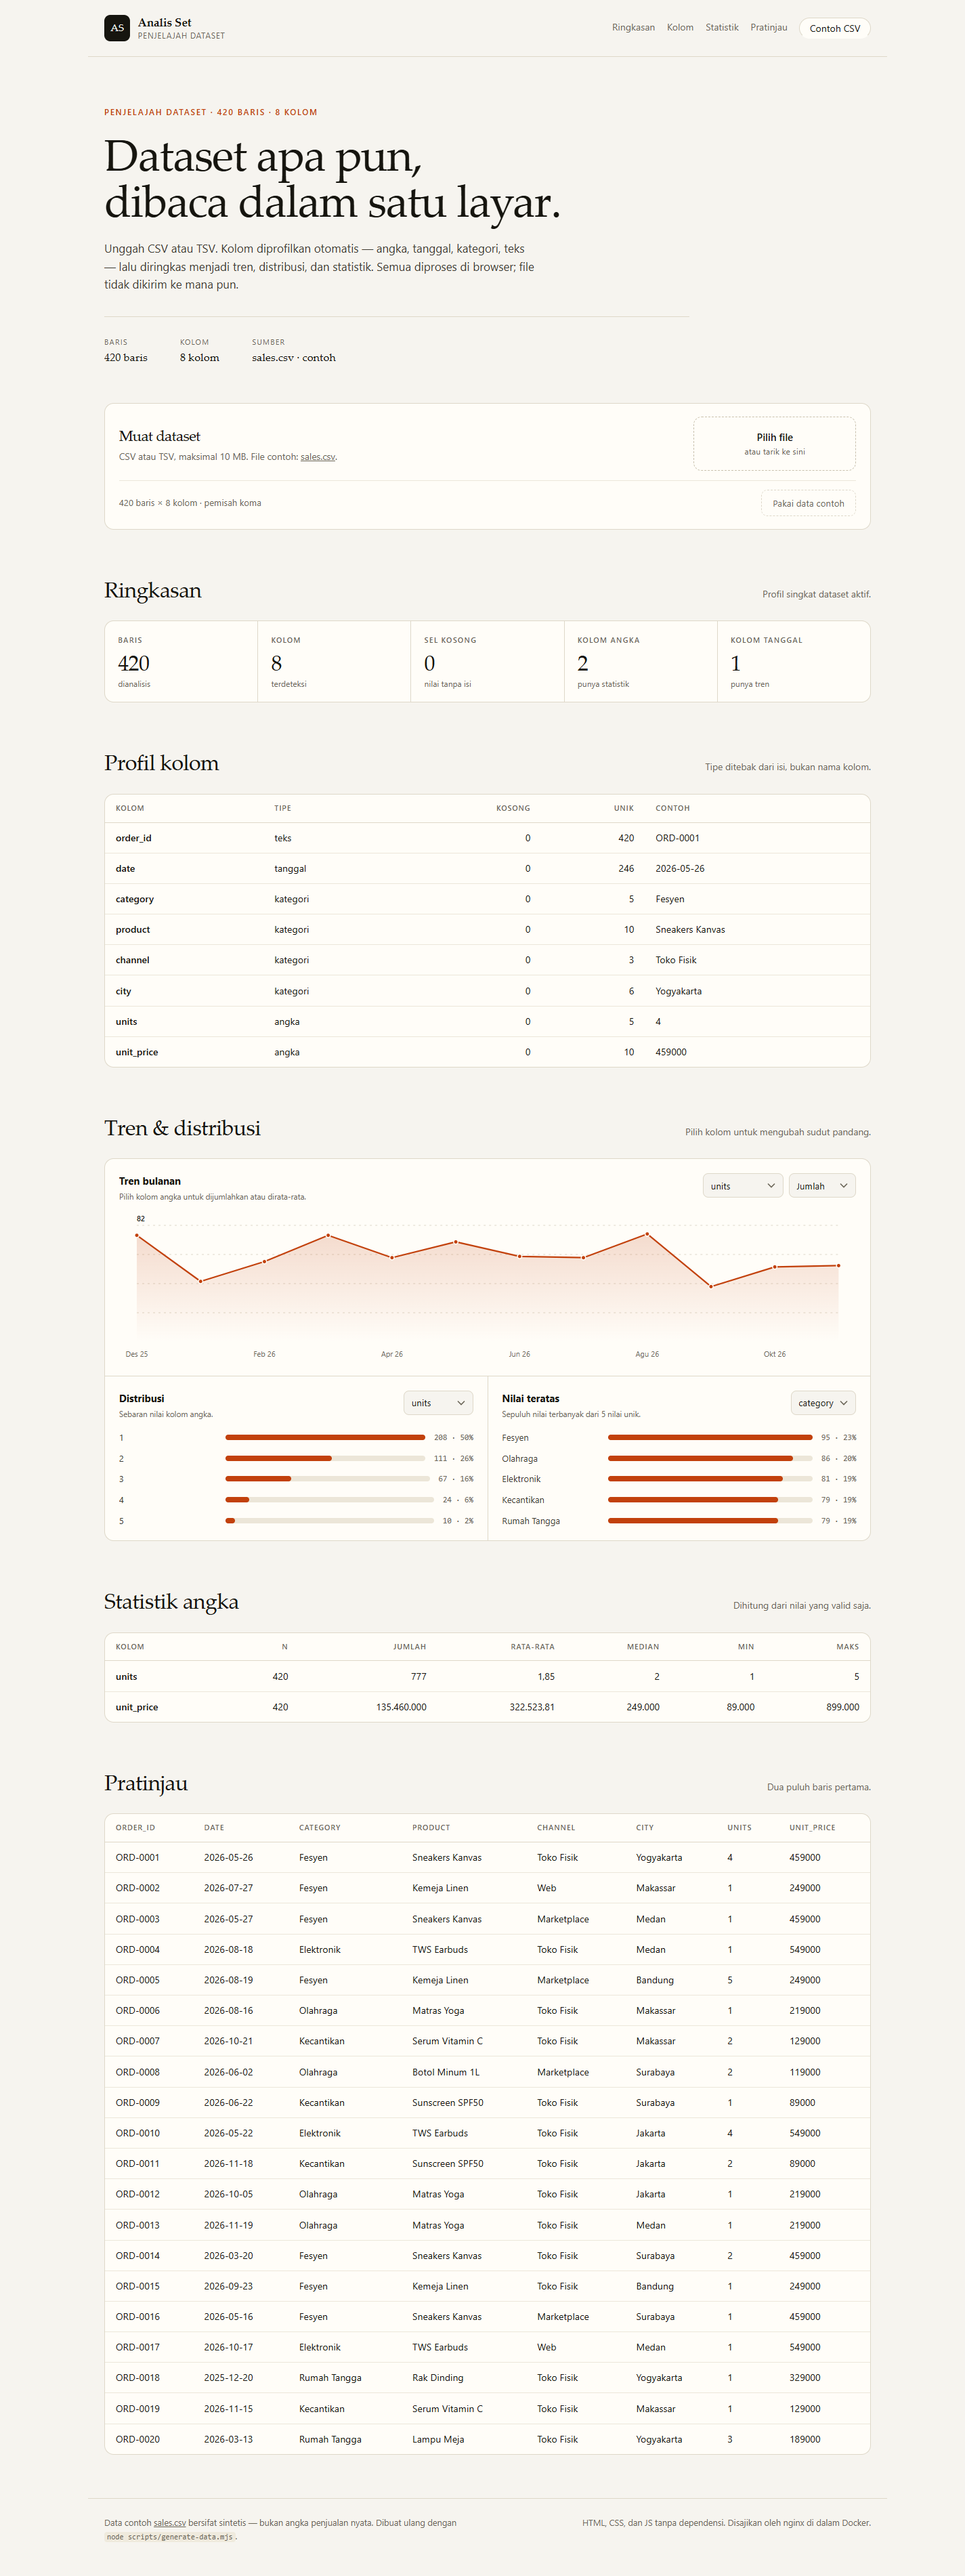 AS
Analis Set
PENJELAJAH DATASET
Ringkasan Kolom Statistik Pratinjau Contoh CSV
PENJELAJAH DATASET · 420 BARIS · 8 KOLOM
Dataset apa pun,
dibaca dalam satu layar.
Unggah CSV atau TSV. Kolom diprofilkan otomatis — angka, tanggal, kategori, teks
— lalu diringkas menjadi tren, distribusi, dan statistik. Semua diproses di browser; file
tidak dikirim ke mana pun.
BARIS KOLOM SUMBER
420 baris 8 kolom sales.csv · contoh
Muat dataset
CSV atau TSV, maksimal 10 MB. File contoh: sales.csv.
Pilih file
atau tarik ke sini
420 baris × 8 kolom · pemisah koma
Pakai data contoh
Ringkasan
Profil singkat dataset aktif.
BARIS KOLOM SEL KOSONG KOLOM ANGKA KOLOM TANGGAL
420 8 0 2 1
dianalisis terdeteksi nilai tanpa isi punya statistik punya tren
Profil kolom
Tipe ditebak dari isi, bukan nama kolom.
KOLOM TIPE KOSONG UNIK CONTOH
order_id teks 0 420 ORD-0001
date tanggal 0 246 2026-05-26
category kategori 0 5 Fesyen
product kategori 0 10 Sneakers Kanvas
channel kategori 0 3 Toko Fisik
city kategori 0 6 Yogyakarta
units angka 0 5 4
unit_price angka 0 10 459000
Tren & distribusi
Pilih kolom untuk mengubah sudut pandang.
Tren bulanan
Pilih kolom angka untuk dijumlahkan atau dirata-rata.
units Jumlah
82
Des 25 Feb 26 Apr 26 Jun 26 Agu 26 Okt 26
Distribusi
Sebaran nilai kolom angka.
units
1 208 · 50%
2 111 · 26%
3 67 · 16%
4 24 · 6%
5 10 · 2%
Nilai teratas
Sepuluh nilai terbanyak dari 5 nilai unik.
category
Fesyen 95 · 23%
Olahraga 86 · 20%
Elektronik 81 · 19%
Kecantikan 79 · 19%
Rumah Tangga 79 · 19%
Statistik angka
Dihitung dari nilai yang valid saja.
KOLOM N JUMLAH RATA-RATA MEDIAN MIN MAKS
units 420 777 1,85 2 1 5
unit_price 420 135.460.000 322.523,81 249.000 89.000 899.000
Pratinjau
Dua puluh baris pertama.
ORDER_ID DATE CATEGORY PRODUCT CHANNEL CITY UNITS UNIT_PRICE
ORD-0001 2026-05-26 Fesyen Sneakers Kanvas Toko Fisik Yogyakarta 4 459000
ORD-0002 2026-07-27 Fesyen Kemeja Linen Web Makassar 1 249000
ORD-0003 2026-05-27 Fesyen Sneakers Kanvas Marketplace Medan 1 459000
ORD-0004 2026-08-18 Elektronik TWS Earbuds Toko Fisik Medan 1 549000
ORD-0005 2026-08-19 Fesyen Kemeja Linen Marketplace Bandung 5 249000
ORD-0006 2026-08-16 Olahraga Matras Yoga Toko Fisik Makassar 1 219000
ORD-0007 2026-10-21 Kecantikan Serum Vitamin C Toko Fisik Makassar 2 129000
ORD-0008 2026-06-02 Olahraga Botol Minum 1L Marketplace Surabaya 2 119000
ORD-0009 2026-06-22 Kecantikan Sunscreen SPF50 Toko Fisik Surabaya 1 89000
ORD-0010 2026-05-22 Elektronik TWS Earbuds Toko Fisik Jakarta 4 549000
ORD-0011 2026-11-18 Kecantikan Sunscreen SPF50 Toko Fisik Jakarta 2 89000
ORD-0012 2026-10-05 Olahraga Matras Yoga Toko Fisik Jakarta 1 219000
ORD-0013 2026-11-19 Olahraga Matras Yoga Toko Fisik Medan 1 219000
ORD-0014 2026-03-20 Fesyen Sneakers Kanvas Toko Fisik Surabaya 2 459000
ORD-0015 2026-09-23 Fesyen Kemeja Linen Toko Fisik Bandung 1 249000
ORD-0016 2026-05-16 Fesyen Sneakers Kanvas Marketplace Surabaya 1 459000
ORD-0017 2026-10-17 Elektronik TWS Earbuds Web Medan 1 549000
ORD-0018 2025-12-20 Rumah Tangga Rak Dinding Toko Fisik Yogyakarta 1 329000
ORD-0019 2026-11-15 Kecantikan Serum Vitamin C Toko Fisik Makassar 1 129000
ORD-0020 2026-03-13 Rumah Tangga Lampu Meja Toko Fisik Yogyakarta 3 189000
Data contoh sales.csv bersifat sintetis — bukan angka penjualan nyata. Dibuat ulang dengan
node scripts/generate-data.mjs.
HTML, CSS, dan JS tanpa dependensi. Disajikan oleh nginx di dalam Docker.